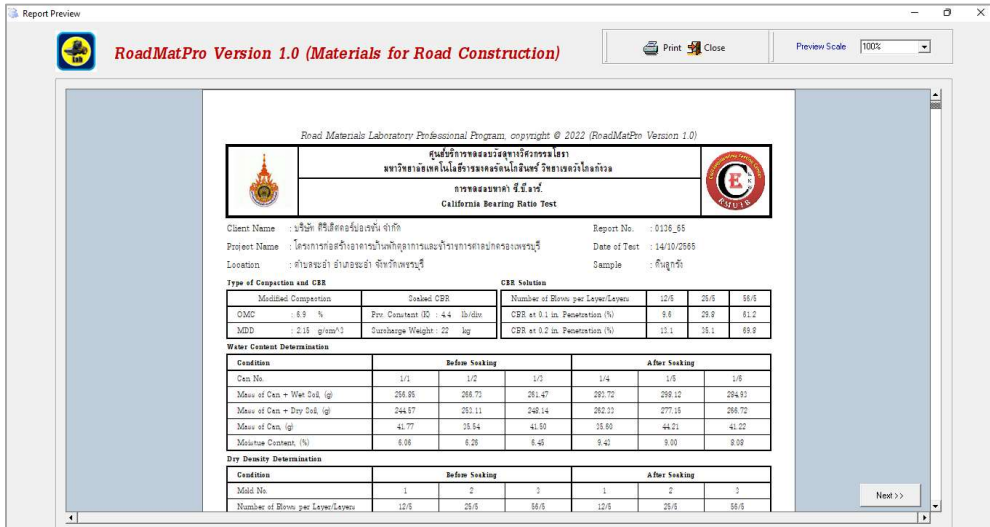 Report Preview
RoadMatPro Version 1.0 (Materials for Road Construction)
Print Close
Preview Scale 100%
Road Materials Laboratory Professional Program, copyright @ 2022 (RoadMatPro Version 1.0)
ศูนย์บริการทดสอบวัสดุทางวิศวกรรมโยธา
มหาวิทยาลัยเทคโนโลยีราชมงคลรัตนโกสินทร์ วิทยาเขตวังไกลกังวล
การทดสอบหาค่า ซี.บี.อาร์.
California Bearing Ratio Test
Client Name : บริษัท ศิริเลิศคอร์ปอเรชั่น จำกัด Report No. : 0136_65
Project Name : โครงการก่อสร้างอาคารบ้านพักตุลาการและข้าราชการศาลปกครองเพชรบุรี Date of Test : 14/10/2565
Location : ตำบลชะอำ อำเภอชะอำ จังหวัดเพชรบุรี Sample : หินลูกรัง
Type of Compaction and CBR CBR Solution
Modified Compaction Soaked CBR Number of Blows per Layer/Layers 12/5 25/5 56/5
OMC : 6.9 % Prv. Constant (K) : 4.4 lb/div. CBR at 0.1 in. Penetration (%) 9.6 29.8 61.2
MDD : 2.15 g/cm^3 Surcharge Weight : 22 kg CBR at 0.2 in. Penetration (%) 13.1 35.1 69.8
Water Content Determination
Condition Before Soaking After Soaking
Can No. 1/1 1/2 1/3 1/4 1/5 1/6
Mass of Can + Wet Soil, (g) 256.85 266.73 261.47 283.72 298.12 294.93
Mass of Can + Dry Soil, (g) 244.57 253.11 248.14 262.33 277.15 266.72
Mass of Can, (g) 41.77 35.54 41.50 35.60 44.21 41.22
Moistue Content, (%) 6.06 6.26 6.45 9.43 9.00 8.08
Dry Density Determination
Condition Before Soaking After Soaking
Mold No. 1 2 3 1 2 3
Number of Blows per Layer/Layers 12/5 25/5 56/5 12/5 25/5 56/5
Next >>